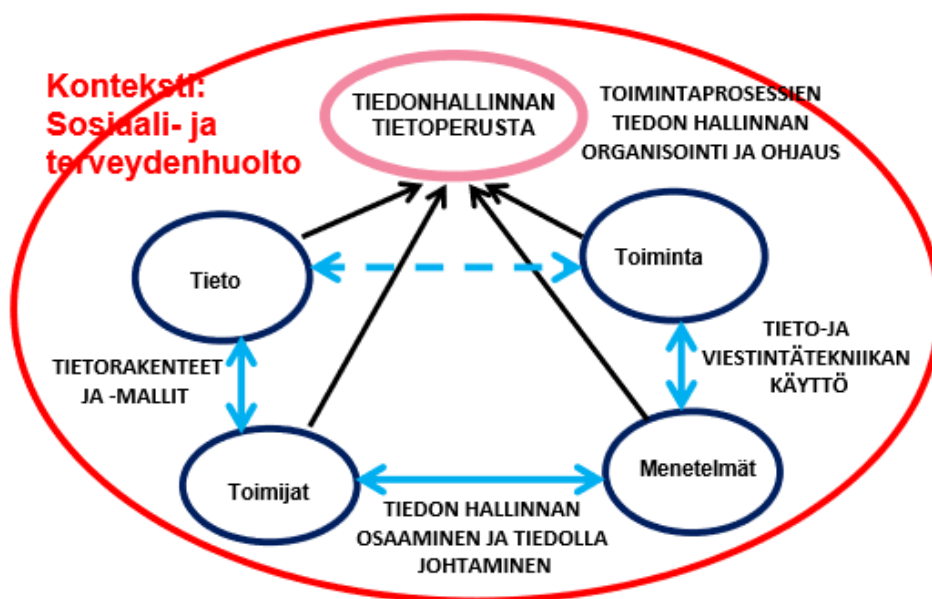 Konteksti:
Sosiaali- ja
terveydenhuolto
TIEDONHALLINNAN
TIETOPERUSTA
TOIMINTAPROSESSIEN
TIEDON HALLINNAN
ORGANISOINTI JA OHJAUS
Tieto
Toiminta
TIETORAKENTEET
JA -MALLIT
TIETO-JA
VIESTINTÄTEKNIIKAN
KÄYTTÖ
Toimijat
Menetelmät
TIEDON HALLINNAN
OSAAMINEN JA TIEDOLLA
JOHTAMINEN